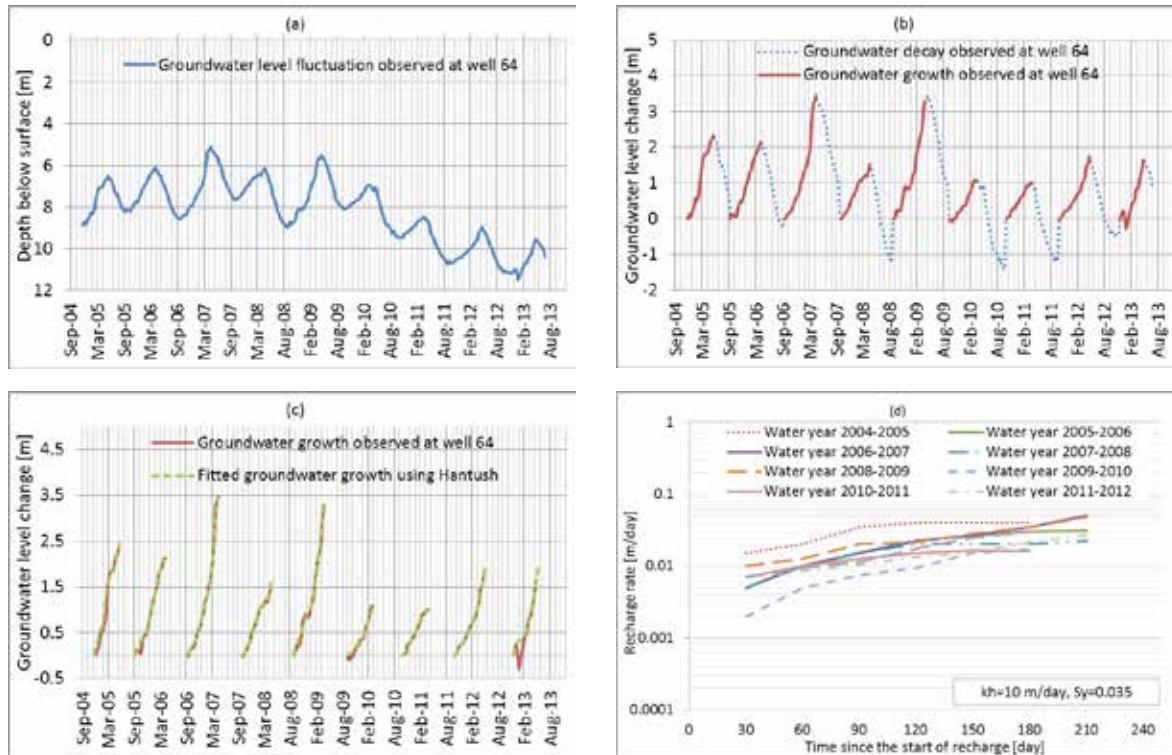 (a)
0
2
4
6
8
10
12
Depth below surface [m]
Groundwater level fluctuation observed at well 64
Sep-04
Mar-05
Sep-05
Mar-06
Sep-06
Mar-07
Sep-07
Mar-08
Aug-08
Feb-09
Aug-09
Feb-10
Aug-10
Feb-11
Aug-11
Feb-12
Aug-12
Feb-13
Aug-13
(b)
5
4
3
2
1
0
-1
-2
Groundwater level change [m]
Groundwater decay observed at well 64
Groundwater growth observed at well 64
Sep-04
Mar-05
Sep-05
Mar-06
Sep-06
Mar-07
Sep-07
Mar-08
Aug-08
Feb-09
Aug-09
Feb-10
Aug-10
Feb-11
Aug-11
Feb-12
Aug-12
Feb-13
Aug-13
(c)
4.5
3.5
2.5
1.5
0.5
-0.5
Groundwater level change [m]
Groundwater growth observed at well 64
Fitted groundwater growth using Hantush
Sep-04
Mar-05
Sep-05
Mar-06
Sep-06
Mar-07
Sep-07
Mar-08
Aug-08
Feb-09
Aug-09
Feb-10
Aug-10
Feb-11
Aug-11
Feb-12
Aug-12
Feb-13
Aug-13
(d)
1
0.1
0.01
0.001
0.0001
Recharge rate [m/day]
Water year 2004-2005 Water year 2005-2006
Water year 2006-2007 Water year 2007-2008
Water year 2008-2009 Water year 2009-2010
Water year 2010-2011 Water year 2011-2012
kh=10 m/day, Sy=0.035
0 30 60 90 120 150 180 210 240
Time since the start of recharge [day]